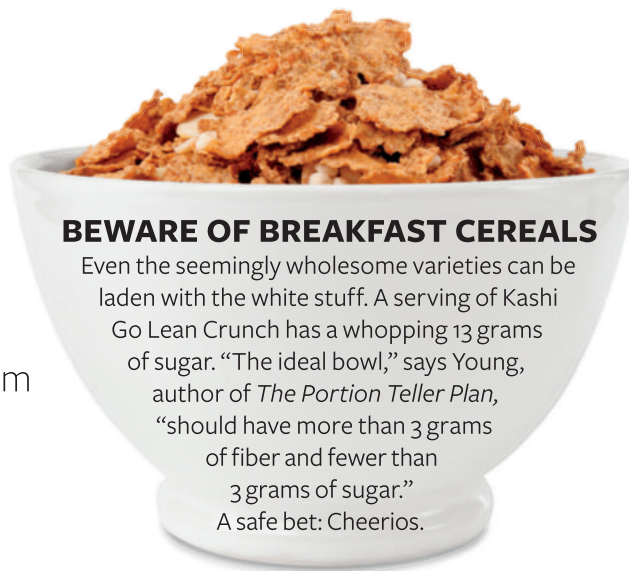 BEWARE OF BREAKFAST CEREALS
Even the seemingly wholesome varieties can be
laden with the white stuff. A serving of Kashi
Go Lean Crunch has a whopping 13 grams
of sugar. “The ideal bowl,” says Young,
author of The Portion Teller Plan,
“should have more than 3 grams
of fiber and fewer than
3 grams of sugar.”
A safe bet: Cheerios.
m